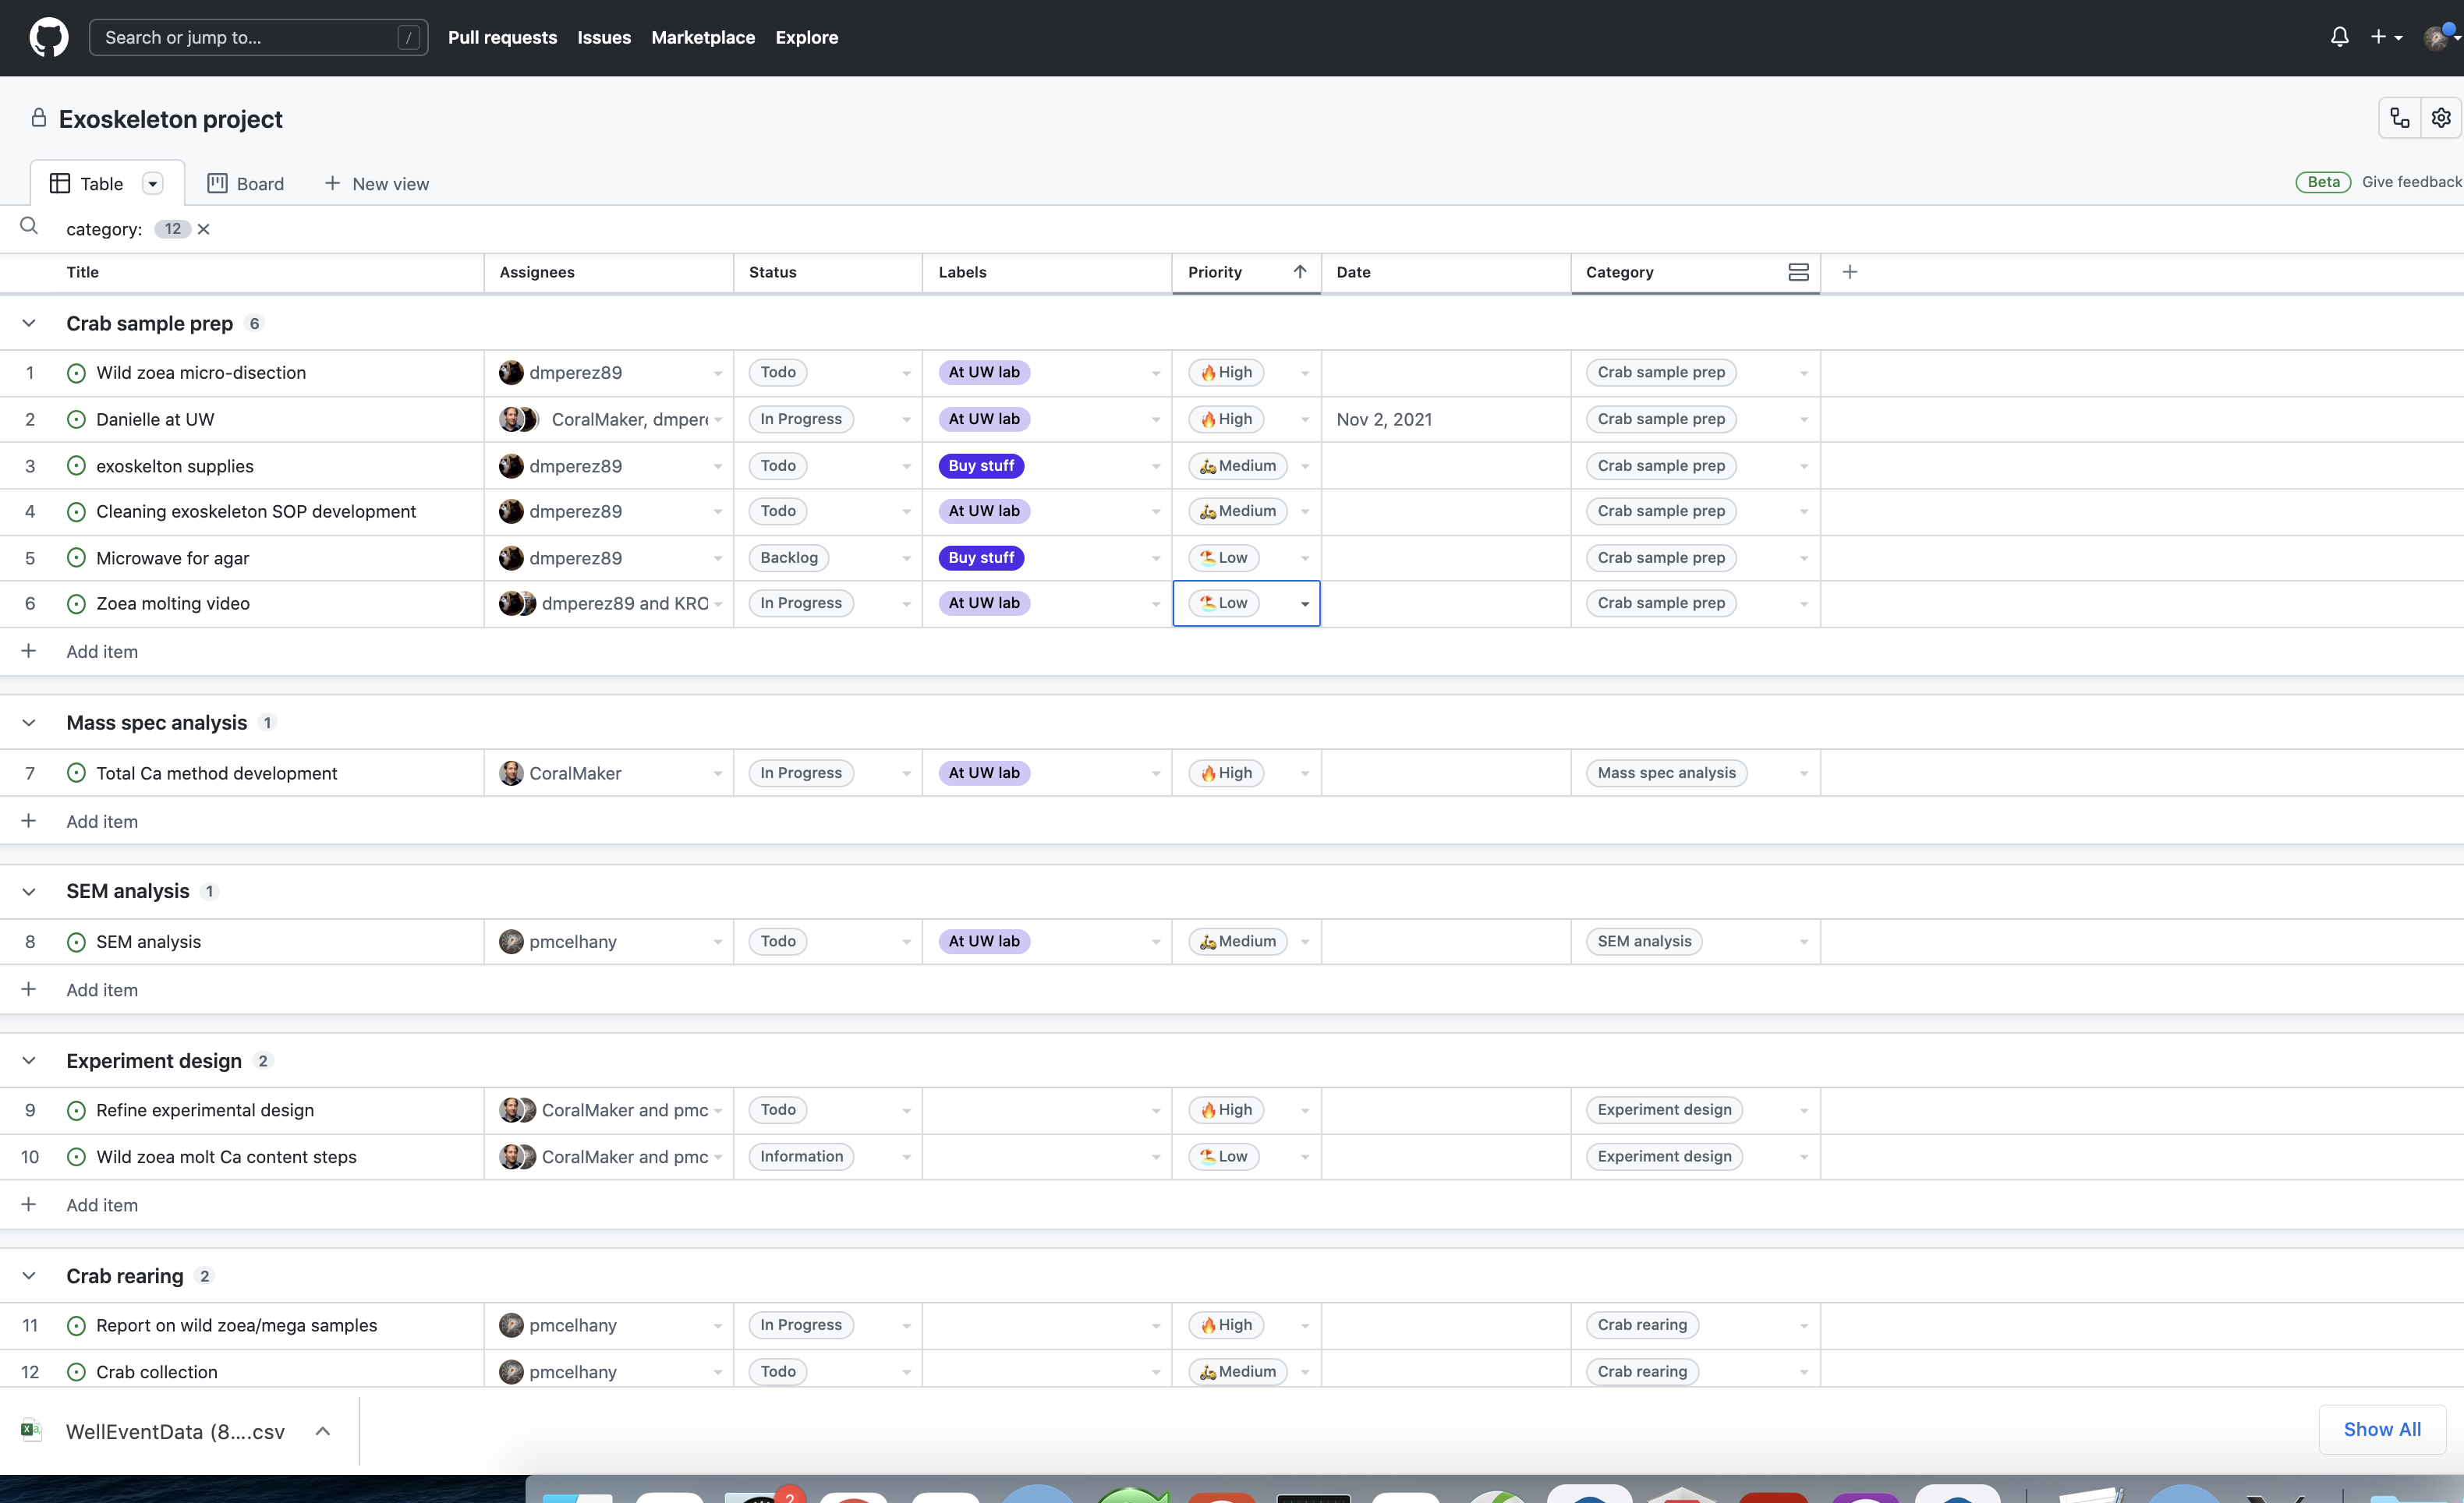 Search or jump to... / Pull requests Issues Marketplace Explore
Exoskeleton project
Table Board New view Beta Give feedback
category: 12
Title Assignees Status Labels Priority Date Category
Crab sample prep 6
1 Wild zoea micro-disection dmperez89 Todo At UW lab High Crab sample prep
2 Danielle at UW CoralMaker, dmper In Progress At UW lab High Nov 2, 2021 Crab sample prep
3 exoskelton supplies dmperez89 Todo Buy stuff Medium Crab sample prep
4 Cleaning exoskeleton SOP development dmperez89 Todo At UW lab Medium Crab sample prep
5 Microwave for agar dmperez89 Backlog Buy stuff Low Crab sample prep
6 Zoea molting video dmperez89 and KRO In Progress At UW lab Low Crab sample prep
Add item
Mass spec analysis 1
7 Total Ca method development CoralMaker In Progress At UW lab High Mass spec analysis
Add item
SEM analysis 1
8 SEM analysis pmcelhany Todo At UW lab Medium SEM analysis
Add item
Experiment design 2
9 Refine experimental design CoralMaker and pmc Todo High Experiment design
10 Wild zoea molt Ca content steps CoralMaker and pmc Information Low Experiment design
Add item
Crab rearing 2
11 Report on wild zoea/mega samples pmcelhany In Progress High Crab rearing
12 Crab collection pmcelhany Todo Medium Crab rearing
WellEventData (8....csv Show All
2